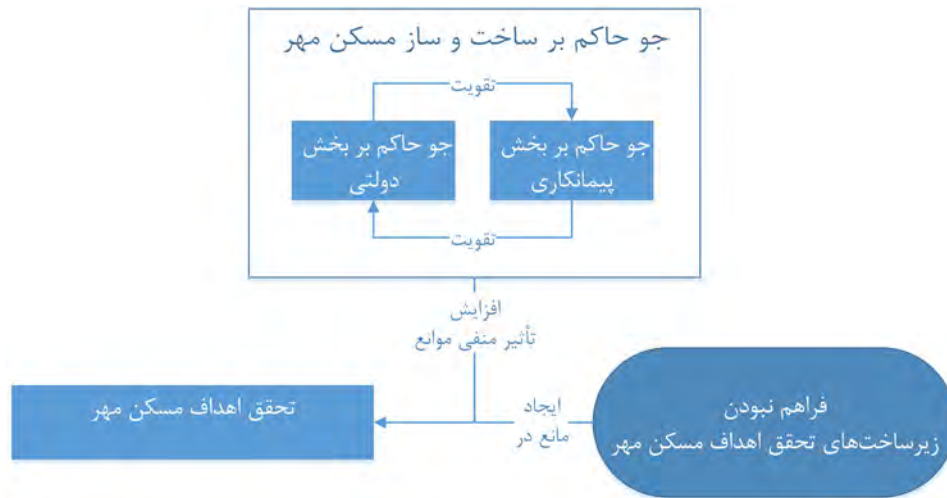 جو حاکم بر ساخت و ساز مسکن مهر
تقویت
جو حاکم بر بخش
پیمانکاری
جو حاکم بر بخش
دولتی
تقویت
افزایش
تأثیر منفی موانع
فراهم نبودن
زیرساخت‌های تحقق اهداف مسکن مهر
ایجاد
مانع در
تحقق اهداف مسکن مهر